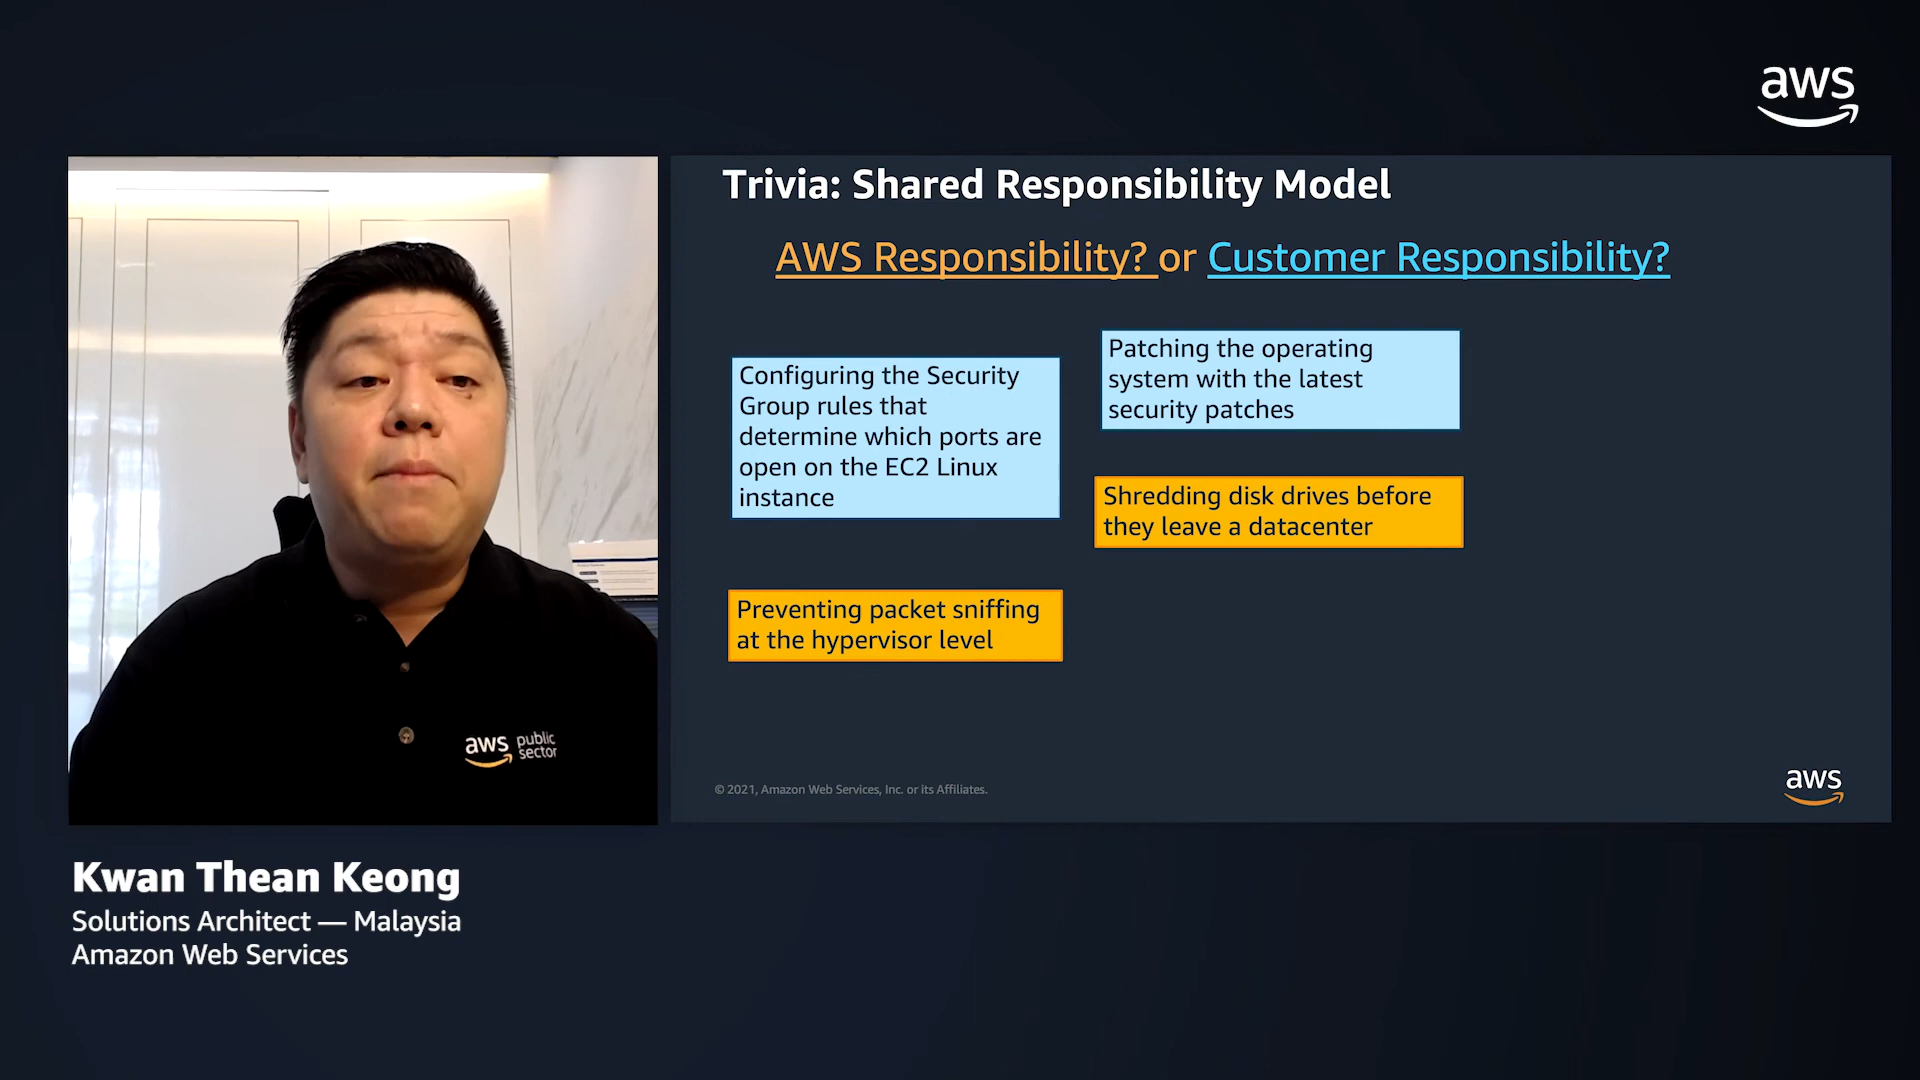 aws
Trivia: Shared Responsibility Model
AWS Responsibility? or Customer Responsibility?
Configuring the Security
Group rules that
determine which ports are
open on the EC2 Linux
instance
Patching the operating
system with the latest
security patches
Shredding disk drives before
they leave a datacenter
Preventing packet sniffing
at the hypervisor level
© 2021, Amazon Web Services, Inc. or its Affiliates.
aws
aws public
sector
Kwan Thean Keong
Solutions Architect — Malaysia
Amazon Web Services